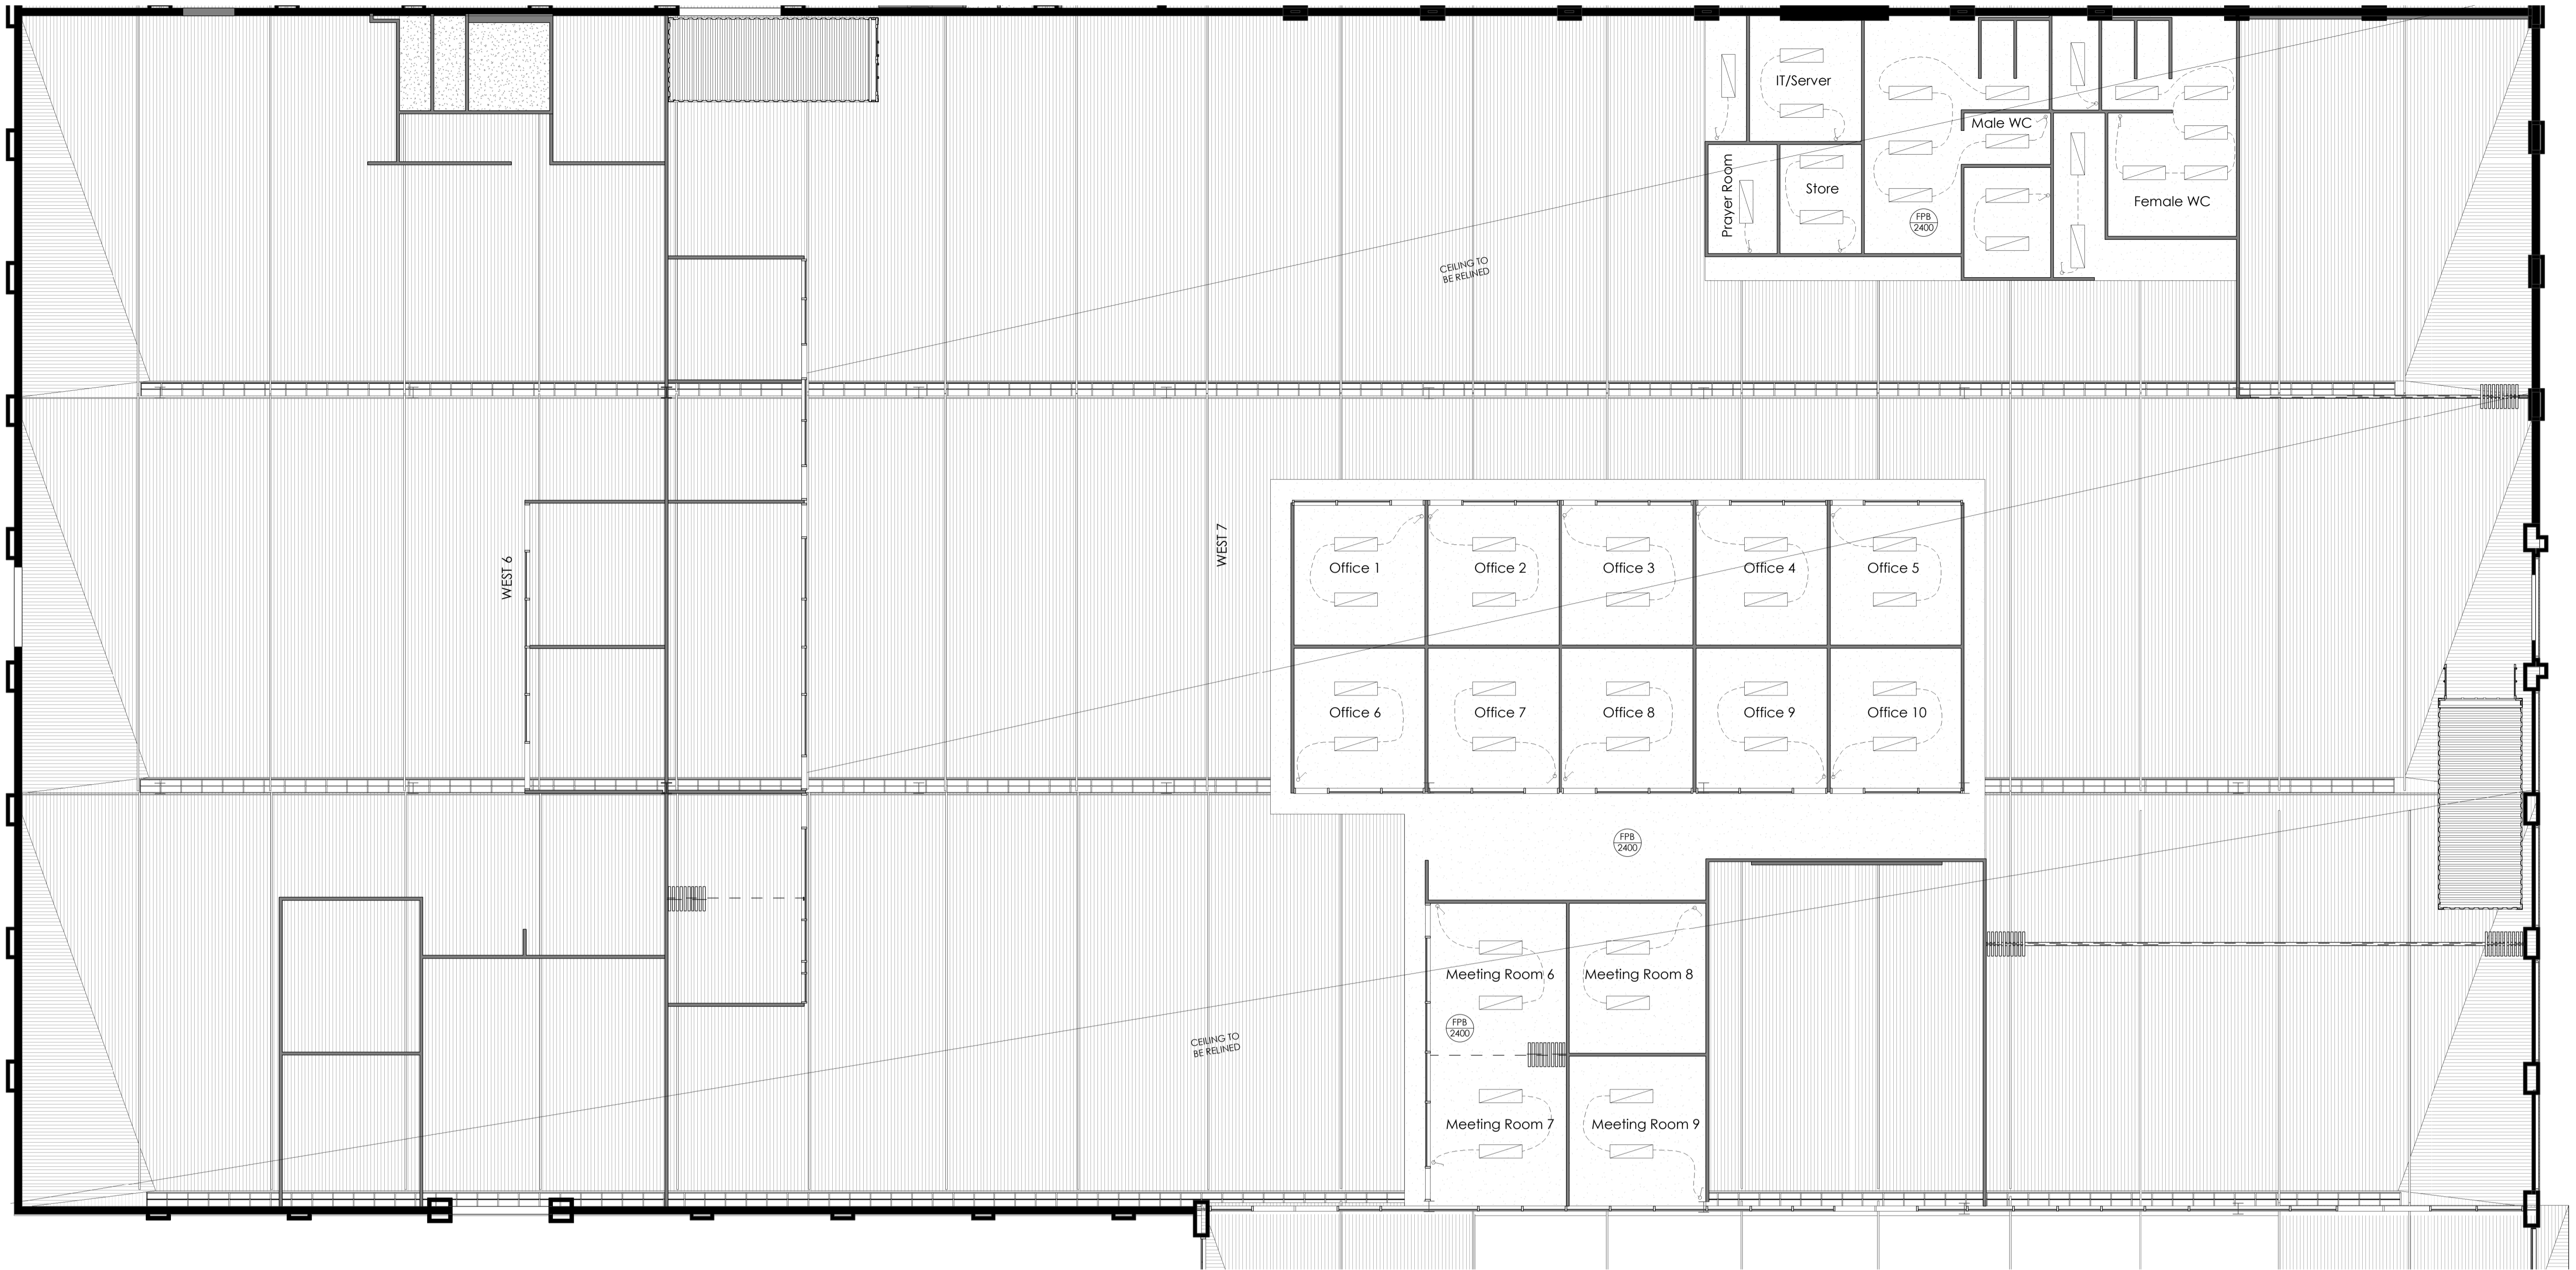 IT/Server
Male WC
Prayer Room
Store
Female WC
FPB
2400
CEILING TO
BE RELINED
WEST 6
WEST 7
Office 1
Office 2
Office 3
Office 4
Office 5
Office 6
Office 7
Office 8
Office 9
Office 10
FPB
2400
Meeting Room 6
Meeting Room 8
FPB
2400
CEILING TO
BE RELINED
Meeting Room 7
Meeting Room 9